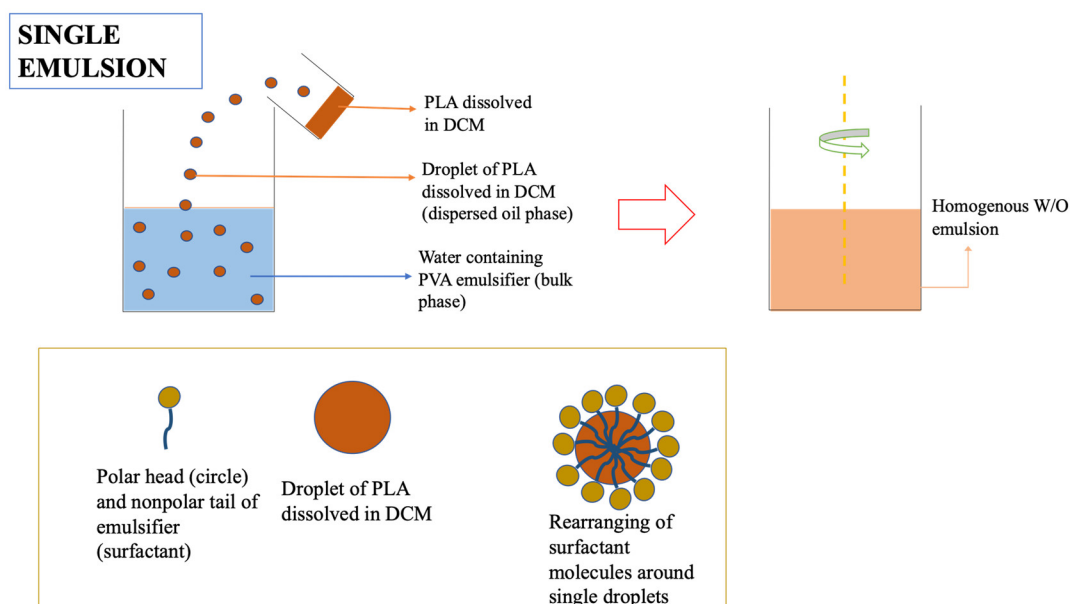 SINGLE
EMULSION
PLA dissolved
in DCM
Droplet of PLA
dissolved in DCM
(dispersed oil phase)
Water containing
PVA emulsifier (bulk
phase)
Homogenous W/O
emulsion
Polar head (circle)
and nonpolar tail of
emulsifier
(surfactant)
Droplet of PLA
dissolved in DCM
Rearranging of
surfactant
molecules around
single droplets